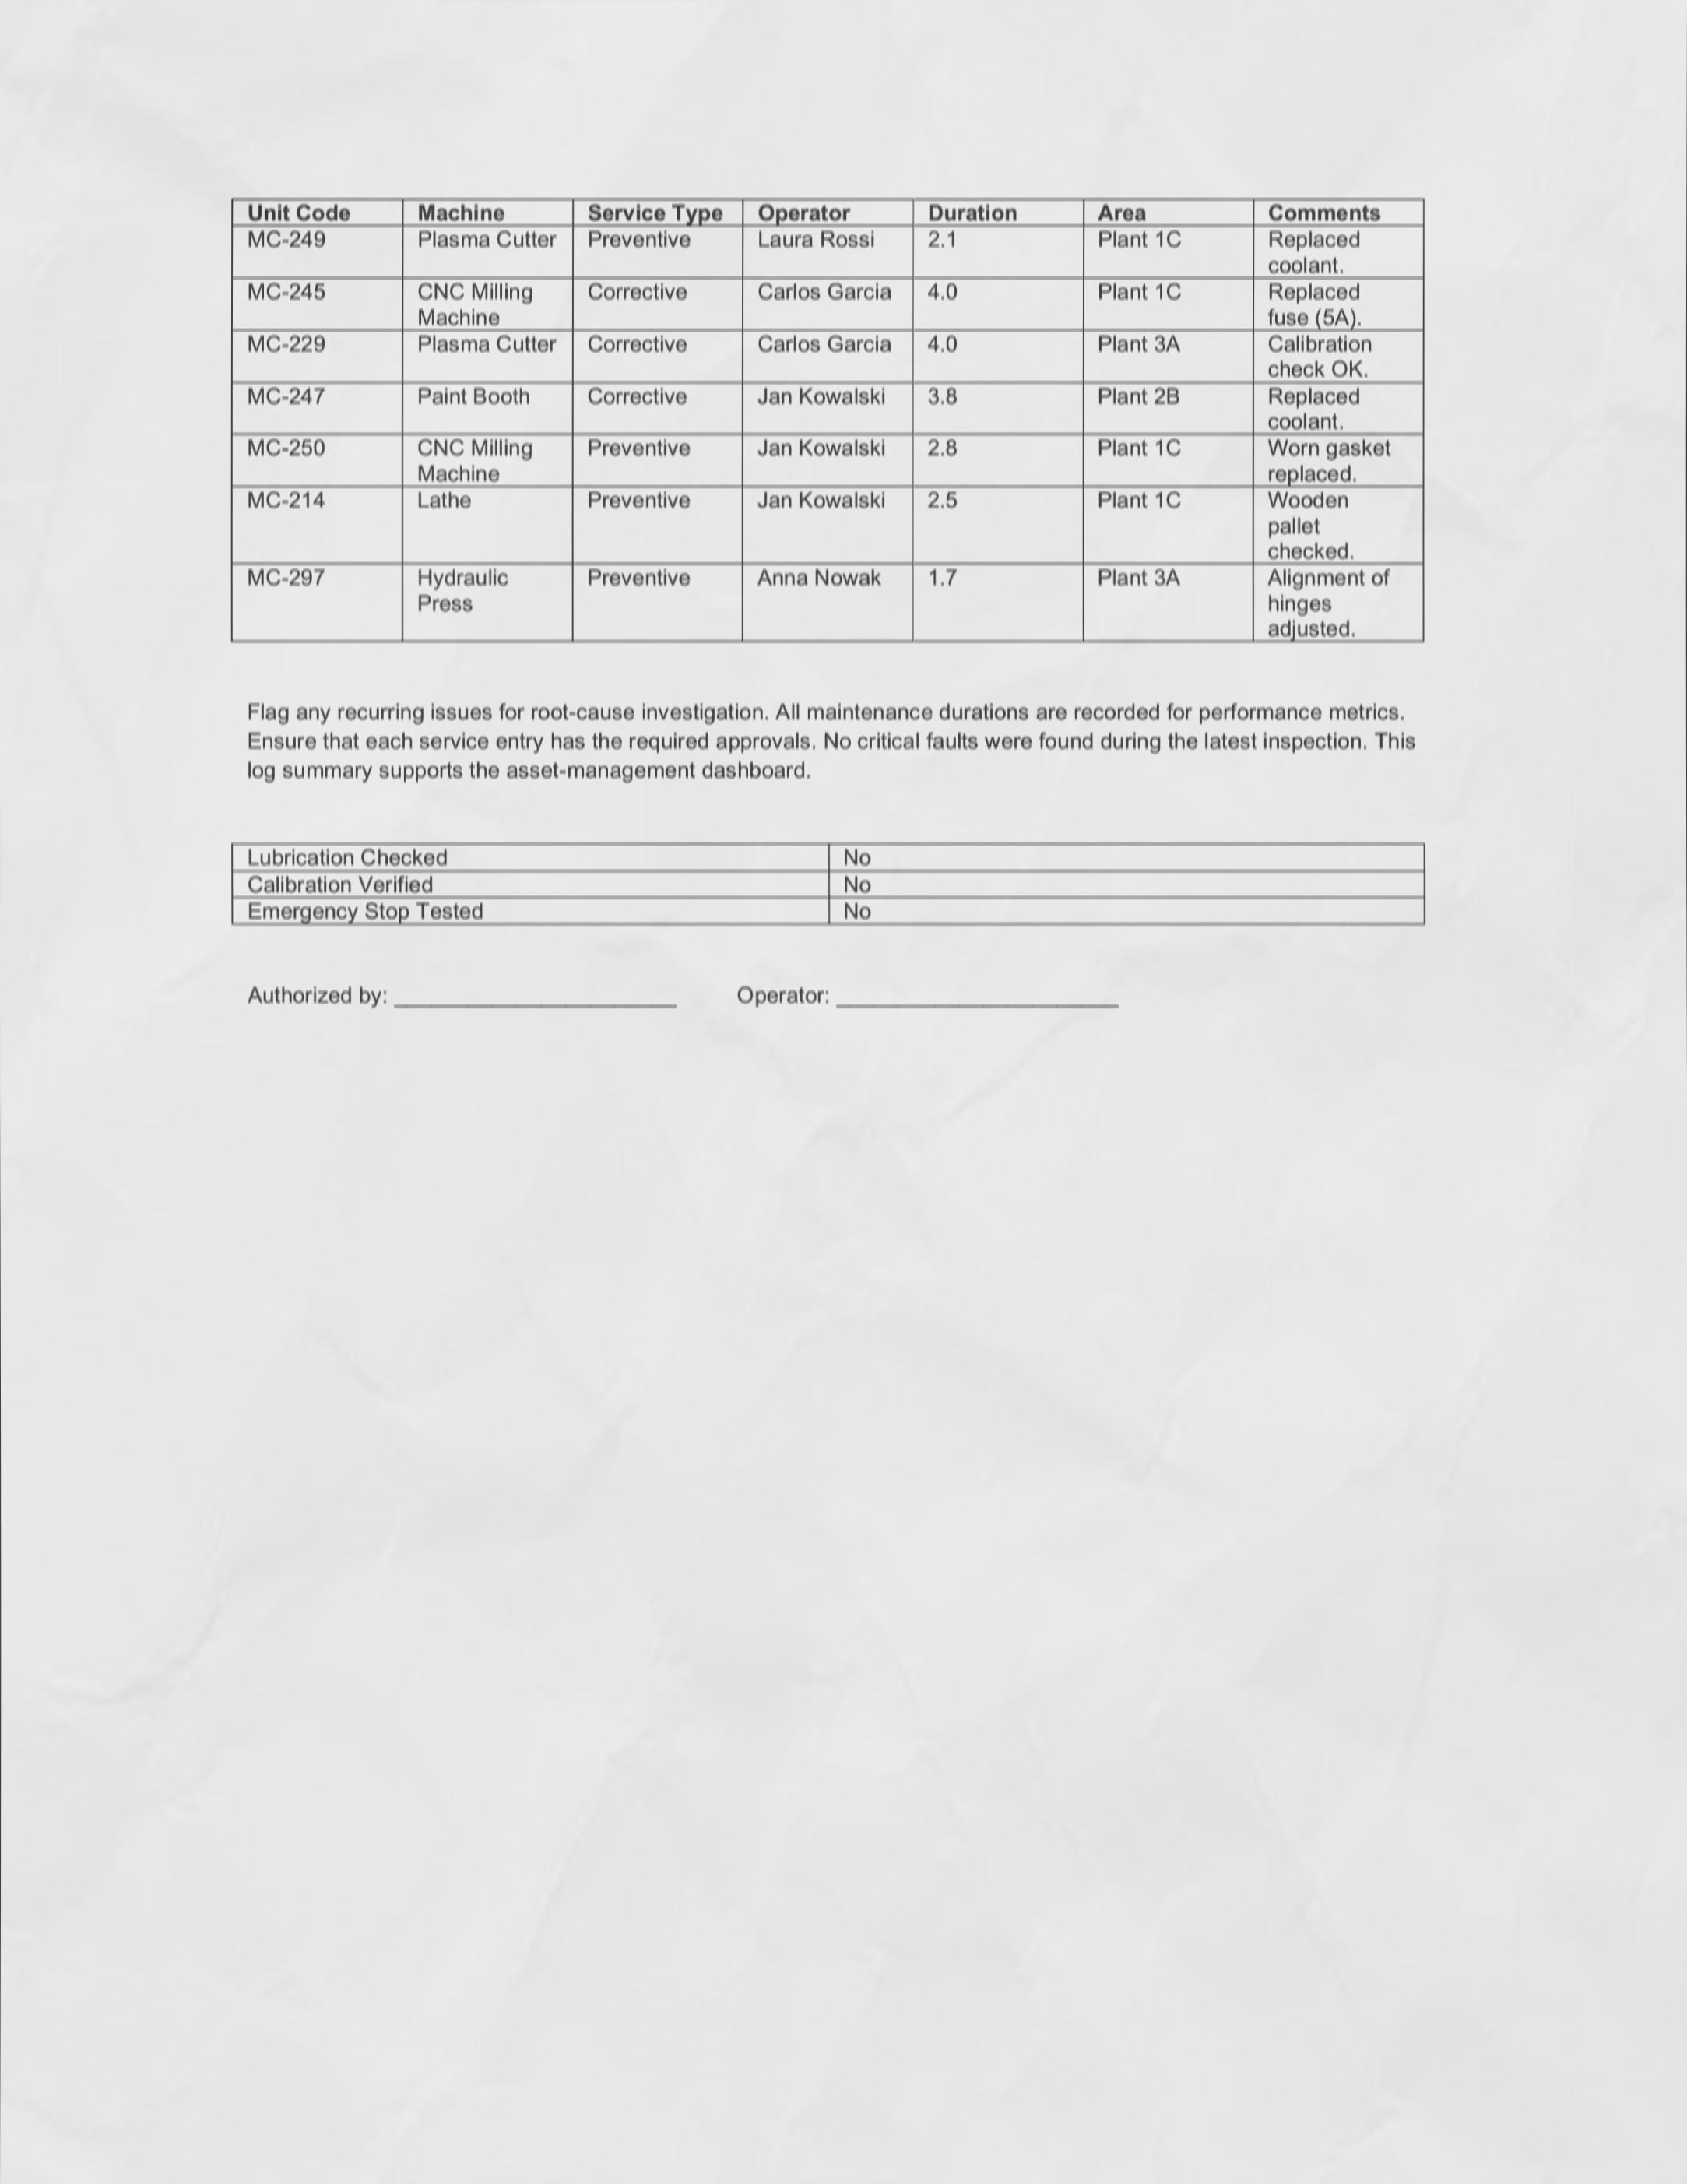 Unit Code Machine Service Type Operator Duration Area Comments
MC-249 Plasma Cutter Preventive Laura Rossi 2.1 Plant 1C Replaced
coolant.
MC-245 CNC Milling Corrective Carlos Garcia 4.0 Plant 1C Replaced
Machine fuse (5A).
MC-229 Plasma Cutter Corrective Carlos Garcia 4.0 Plant 3A Calibration
check OK.
MC-247 Paint Booth Corrective Jan Kowalski 3.8 Plant 2B Replaced
coolant.
MC-250 CNC Milling Preventive Jan Kowalski 2.8 Plant 1C Worn gasket
Machine replaced.
MC-214 Lathe Preventive Jan Kowalski 2.5 Plant 1C Wooden
pallet
checked.
MC-297 Hydraulic Preventive Anna Nowak 1.7 Plant 3A Alignment of
Press hinges
adjusted.
Flag any recurring issues for root-cause investigation. All maintenance durations are recorded for performance metrics.
Ensure that each service entry has the required approvals. No critical faults were found during the latest inspection. This
log summary supports the asset-management dashboard.
Lubrication Checked No
Calibration Verified No
Emergency Stop Tested No
Authorized by: ______________________ Operator: ______________________